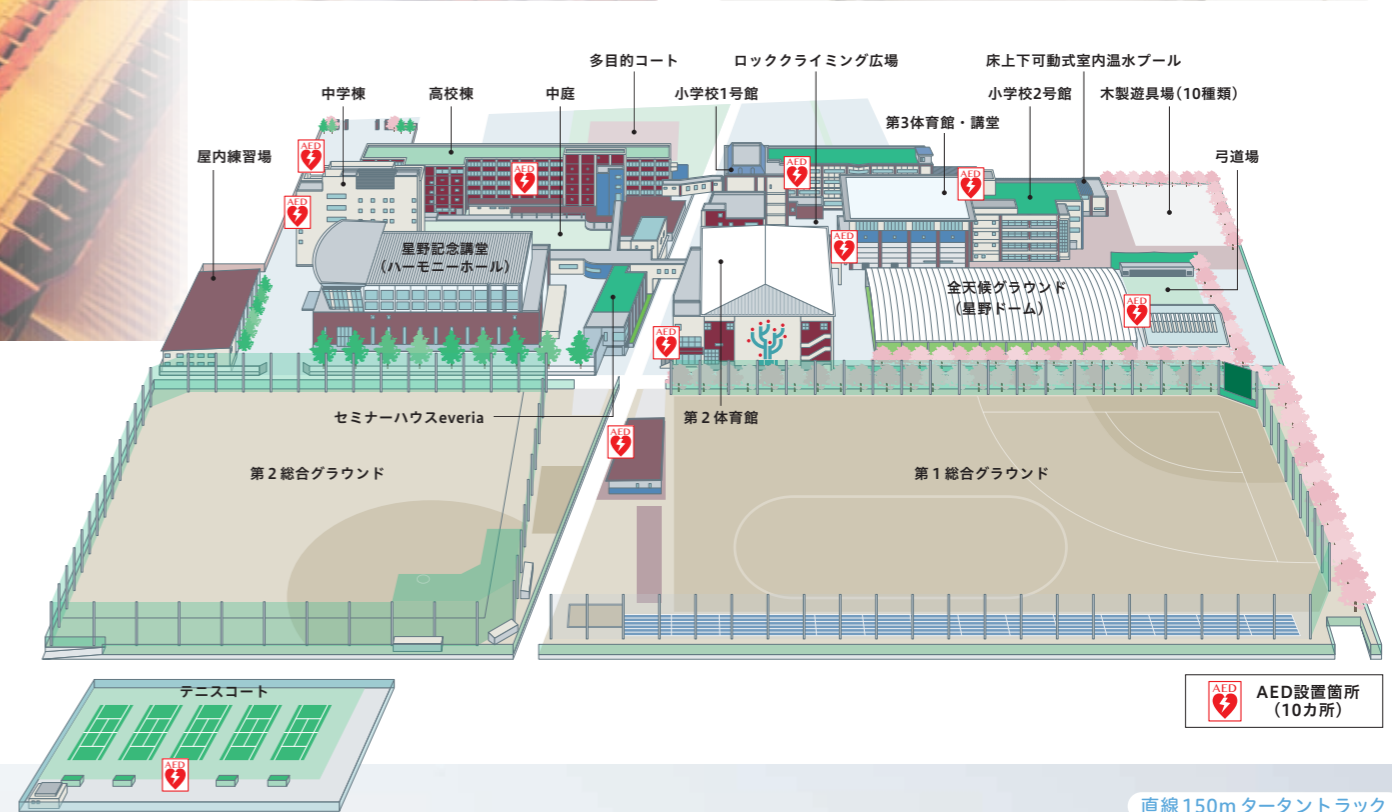 多目的コート
ロッククライミング広場
床上下可動式室内温水プール
中学棟
高校棟
中庭
小学校1号館
小学校2号館
木製遊具場(10種類)
第3体育館・講堂
屋内練習場
弓道場
AED
AED
AED
AED
AED
AED
AED
AED
AED
星野記念講堂
(ハーモニーホール)
全天候グラウンド
(星野ドーム)
セミナーハウスeveria
第2体育館
第2総合グラウンド
第1総合グラウンド
テニスコート
AED
AED
AED設置箇所
(10カ所)
直線150mタータントラック